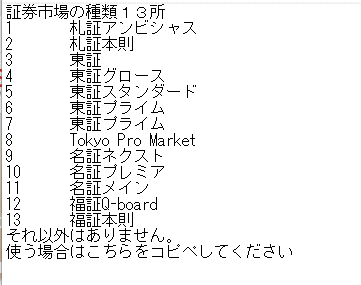 証券市場の種類１３所
1	札証アンビシャス
2	札証本則
3	東証
4	東証グロース
5	東証スタンダード
6	東証プライム
7	東証プライム
8	Tokyo Pro Market
9	名証ネクスト
10	名証プレミア
11	名証メイン
12	福証Q-board
13	福証本則
それ以外はありません。
使う場合はこちらをコピペしてください